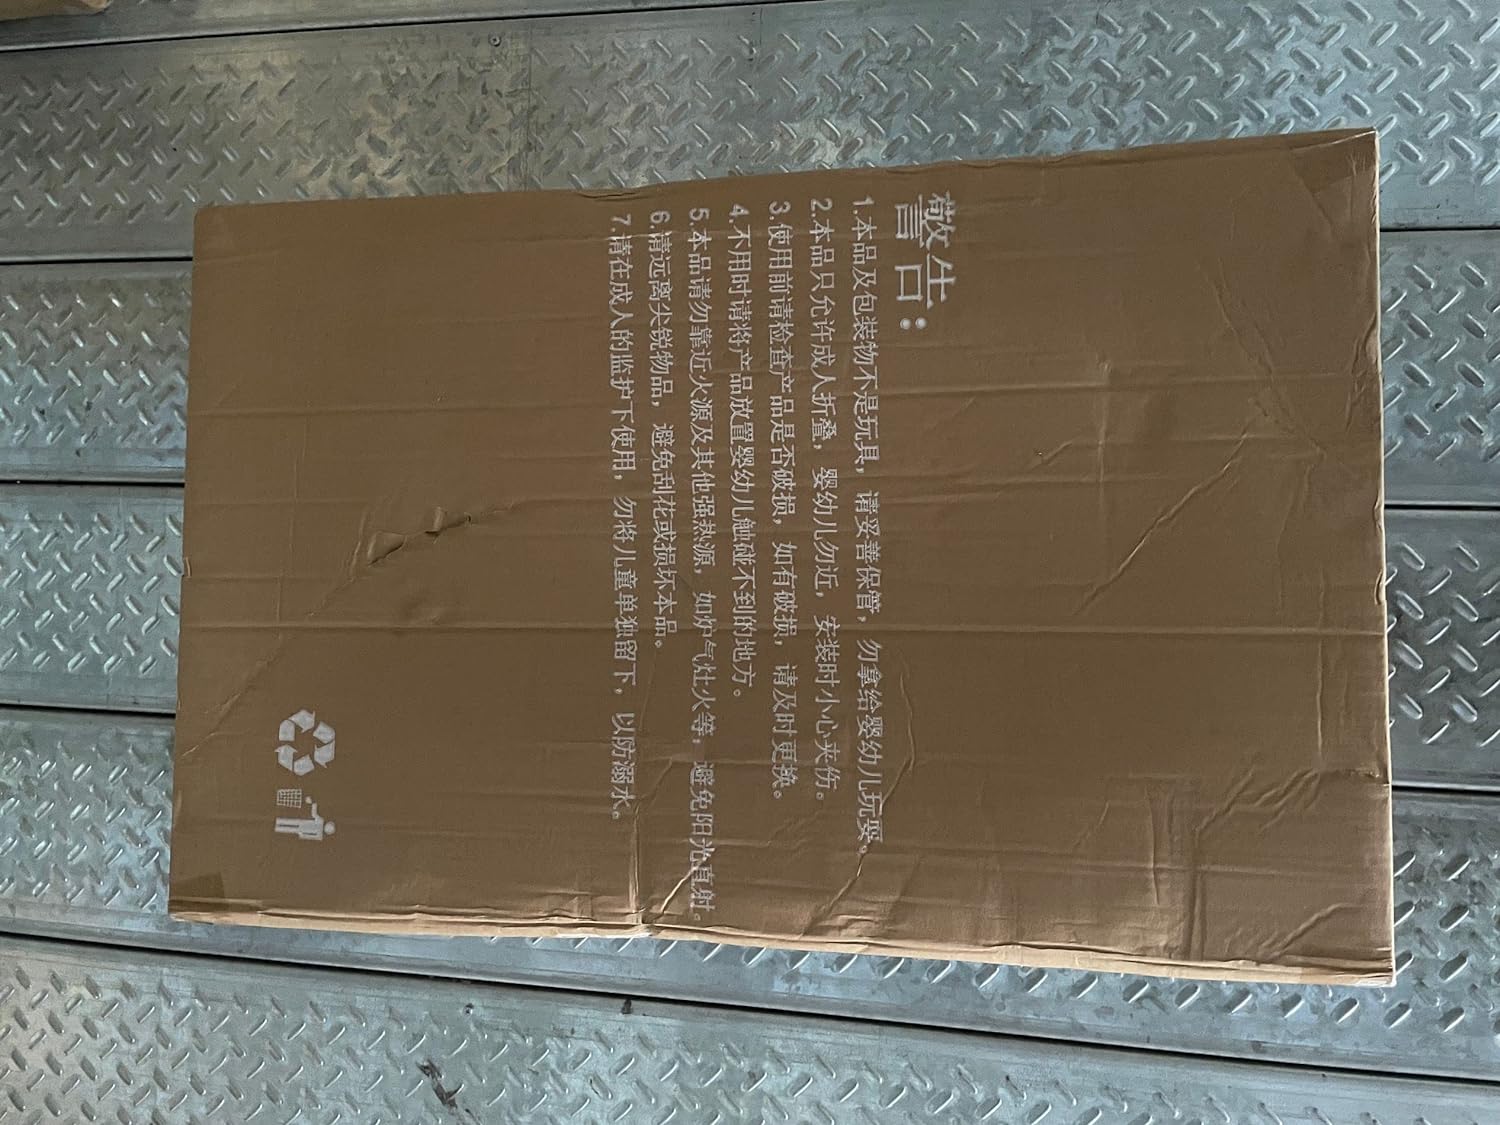 警告：
1.本品及包装物不是玩具，请妥善保管，勿拿给婴幼儿玩耍。
2.本品只允许成人折叠，婴幼儿勿近，安装时小心夹伤。
3.使用前请检查产品是否破损，如有破损，请及时更换。
4.不用时请将产品放置婴幼儿触碰不到的地方。
5.本品请勿靠近火源及其他强热源，如炉气灶火等，避免阳光直射。
6.请远离尖锐物品，避免刮花或损坏本品。
7.请在成人的监护下使用，勿将儿童单独留下，以防溺水。